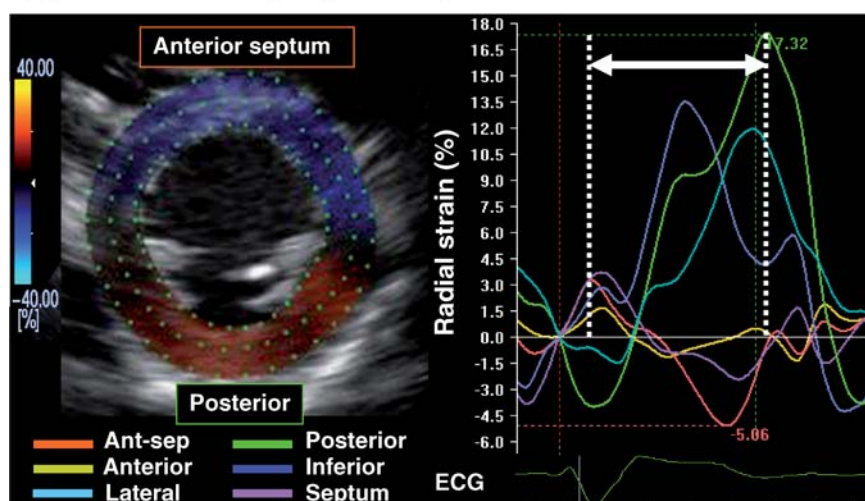 Anterior septum
40.00
-40.00
[%]
Posterior
Ant-sep
Anterior
Lateral
Posterior
Inferior
Septum
Radial strain (%)
18.0
16.5
15.0
13.5
12.0
10.5
9.0
7.5
6.0
4.5
3.0
1.5
0.0
-1.5
-3.0
-4.5
-6.0
17.32
-5.06
ECG